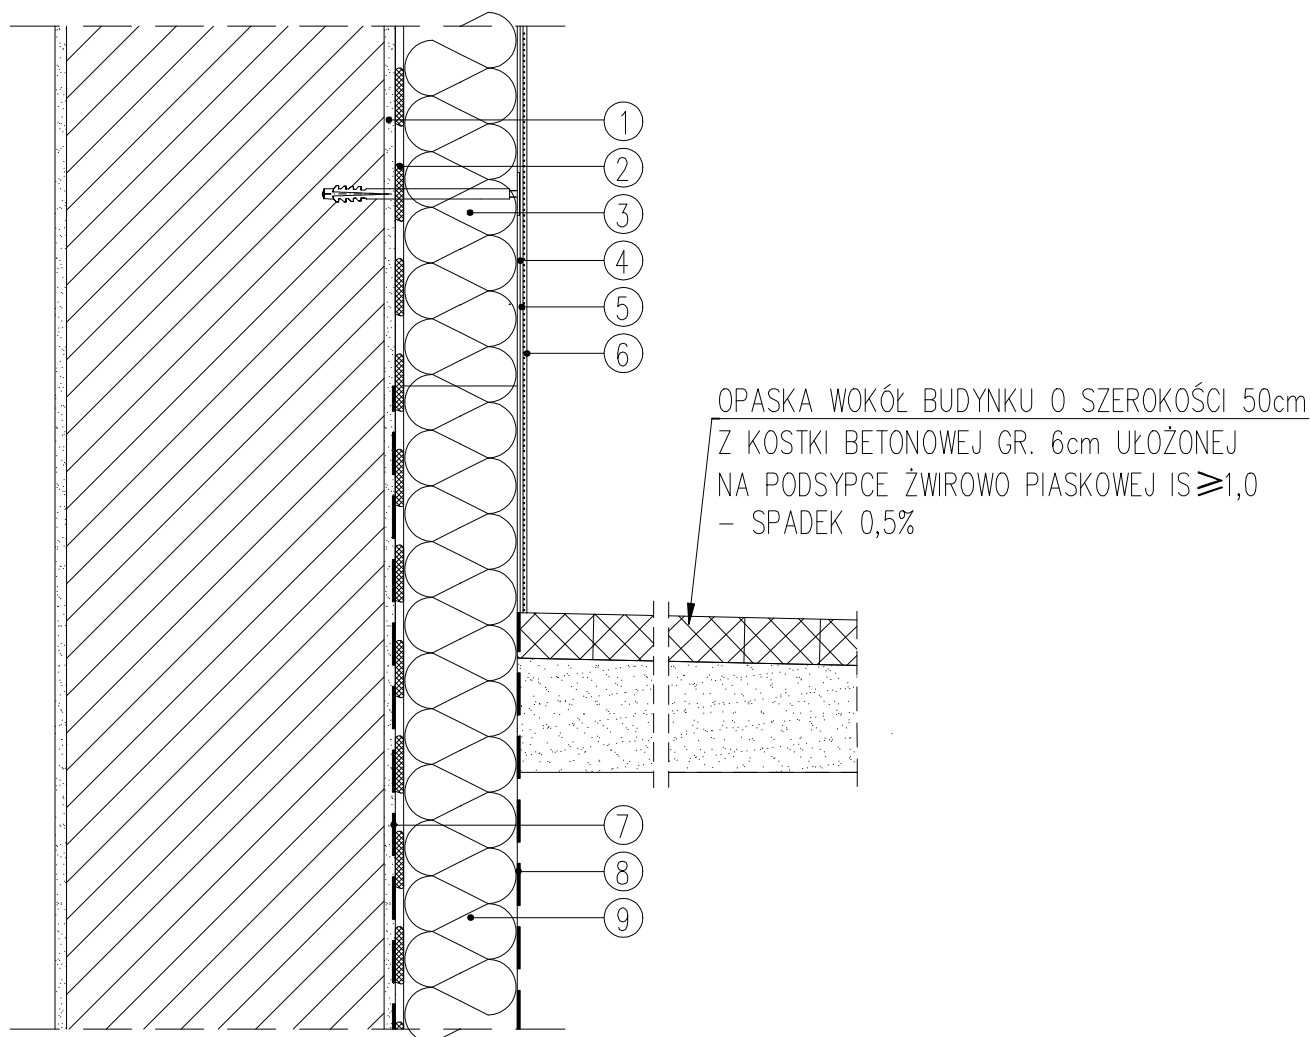 1
2
3
4
5
6
OPASKA WOKÓŁ BUDYNKU O SZEROKOŚCI 50cm
Z KOSTKI BETONOWEJ GR. 6cm UŁOŻONEJ
NA PODSYPCE ŻWIROWO PIASKOWEJ IS⩾1,0
- SPADEK 0,5%
7
8
9